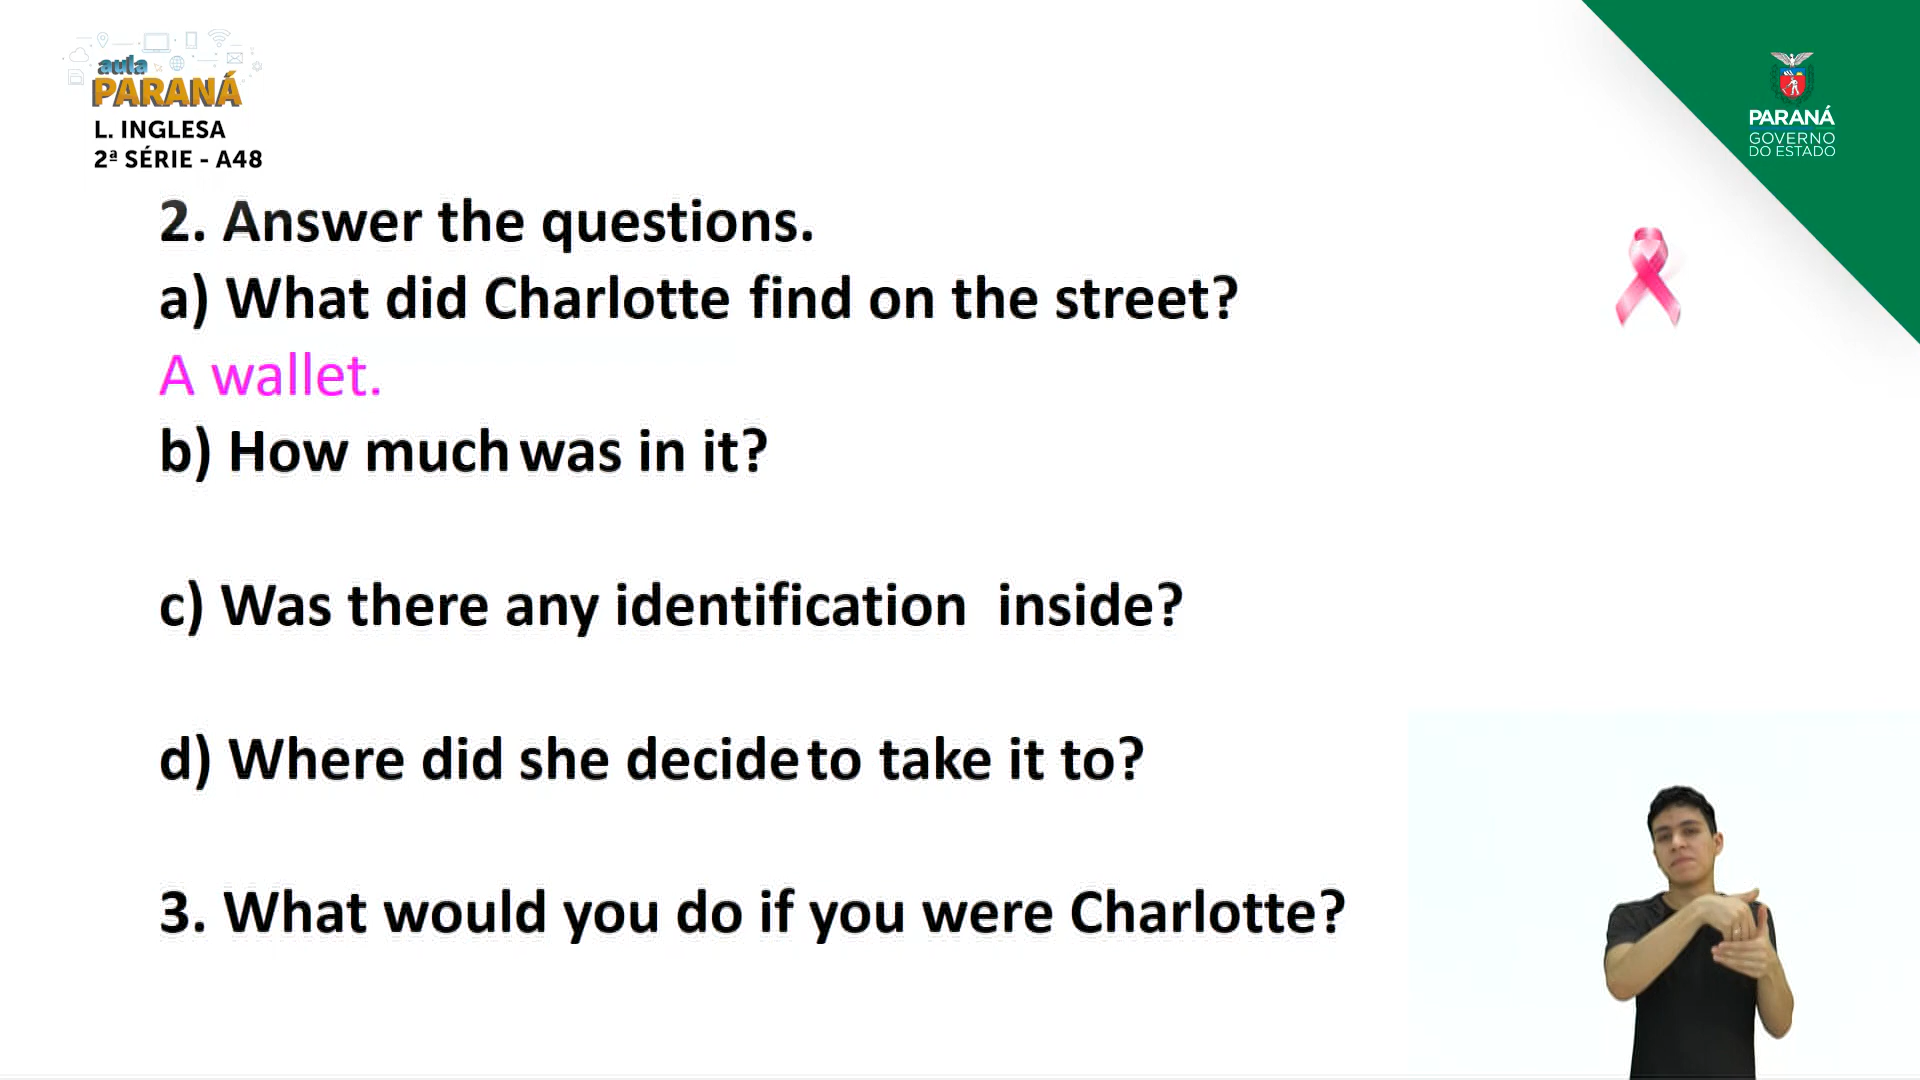 aula
PARANÁ
L. INGLESA
2ª SÉRIE - A48
PARANÁ
GOVERNO
DO ESTADO
2. Answer the questions.
a) What did Charlotte find on the street?
A wallet.
b) How much was in it?
c) Was there any identification inside?
d) Where did she decide to take it to?
3. What would you do if you were Charlotte?